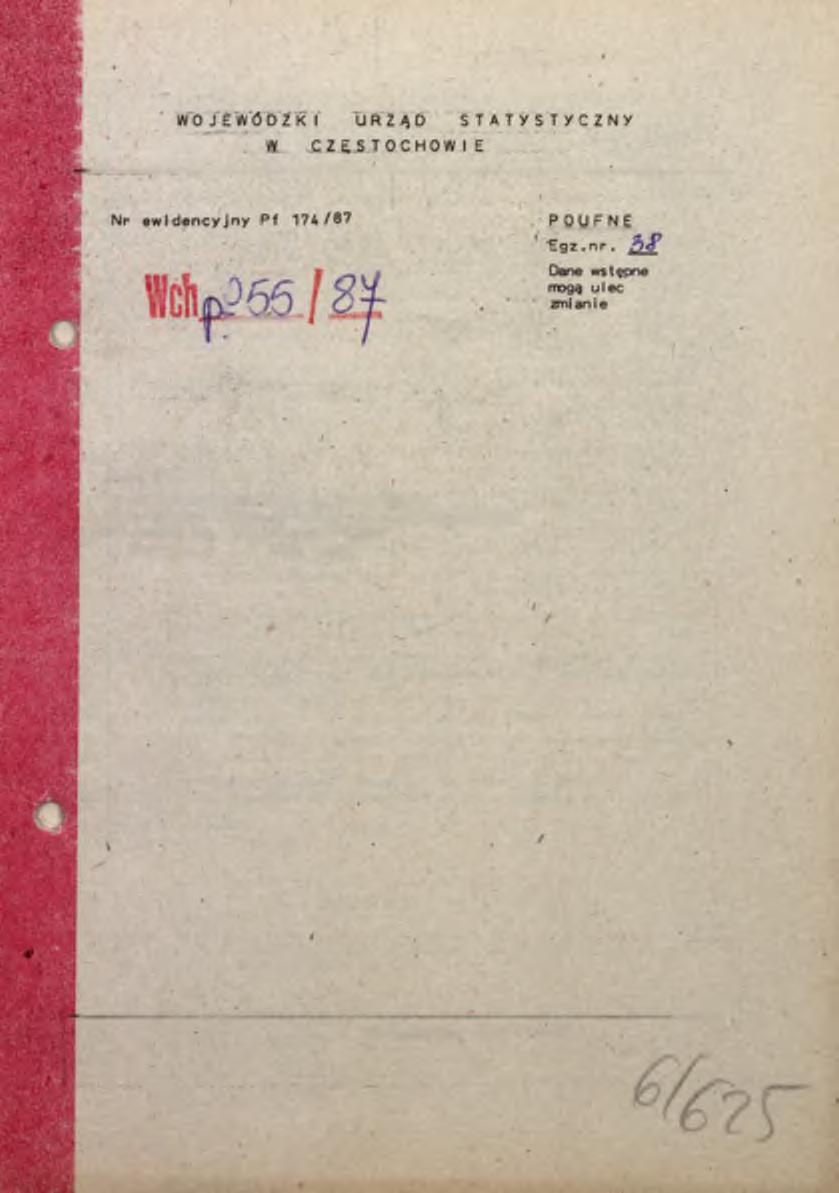 WOJEWÓDZKI URZĄD STATYSTYCZNY
W CZĘSTOCHOWIE
Nr ewidencyjny Pf 174/87
POUFNE
Egz.nr. 38
Dane wstępne
mogą ulec
zmianie
Wch p. 255/87
6/625